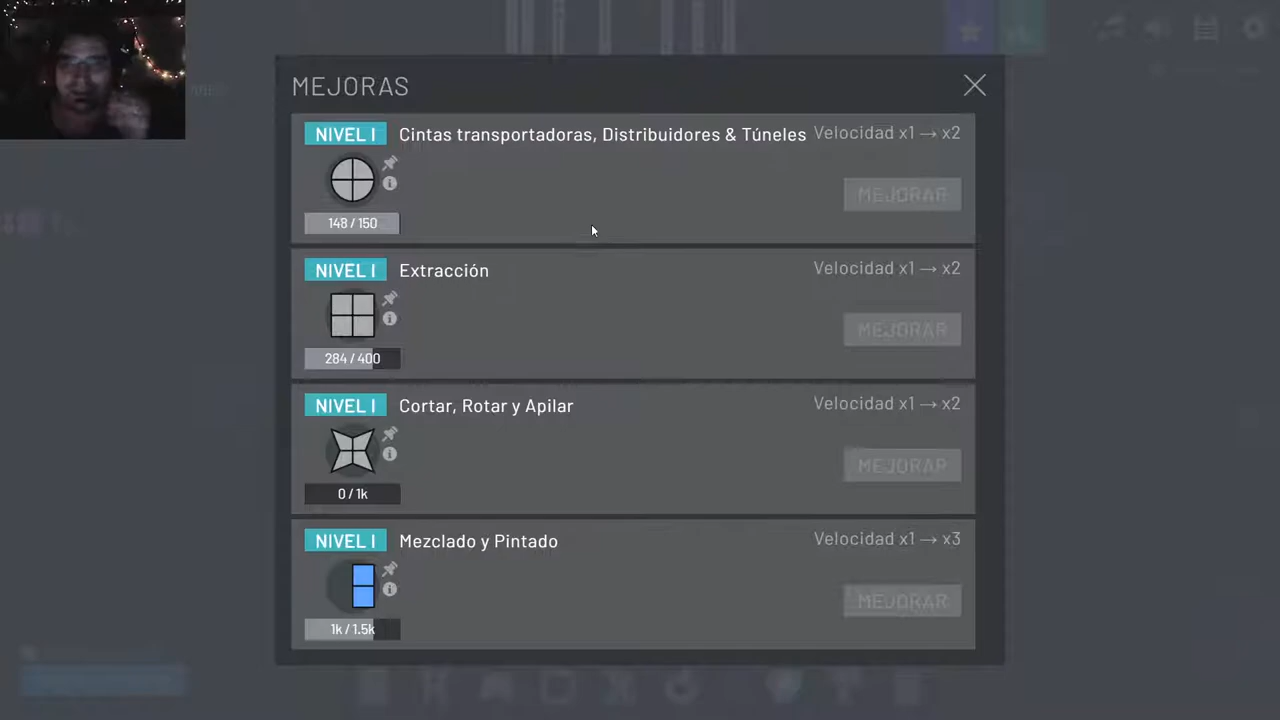 MEJORAS
NIVEL I Cintas transportadoras, Distribuidores & Túneles Velocidad x1 → x2
MEJORAR
148 / 150
NIVEL I Extracción Velocidad x1 → x2
MEJORAR
284 / 400
NIVEL I Cortar, Rotar y Apilar Velocidad x1 → x2
MEJORAR
0 / 1k
NIVEL I Mezclado y Pintado Velocidad x1 → x3
MEJORAR
1k / 1.5k